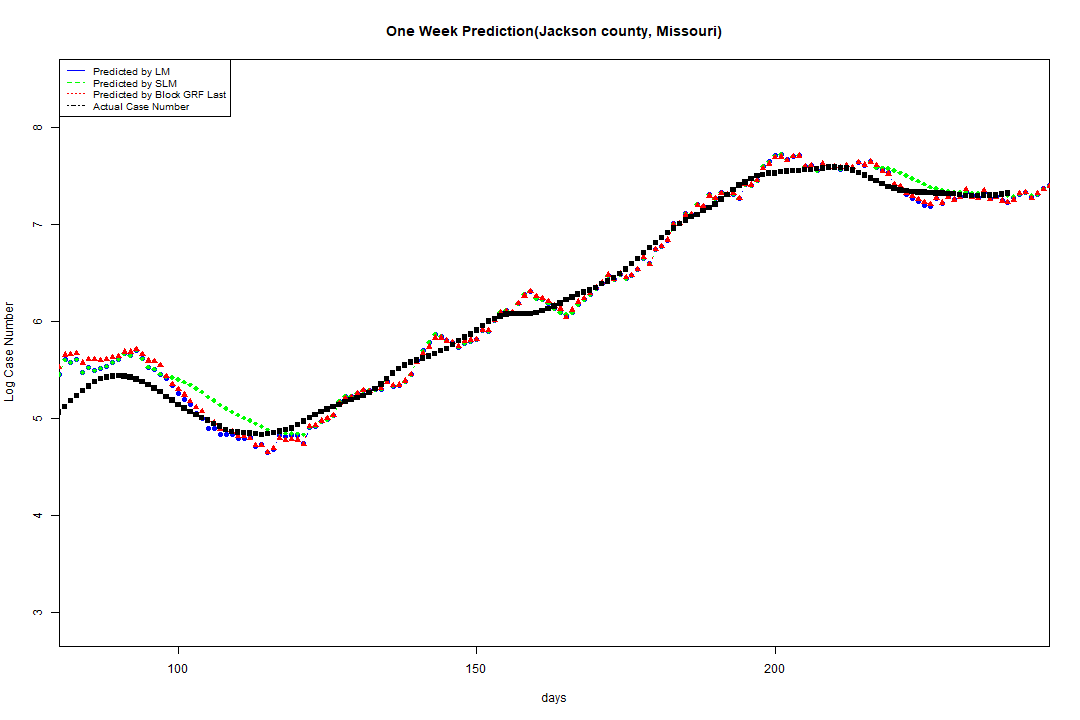 One Week Prediction(Jackson county, Missouri)
Predicted by LM
Predicted by SLM
Predicted by Block GRF Last
Actual Case Number
Log Case Number
8
7
6
5
4
3
100 150 200
days